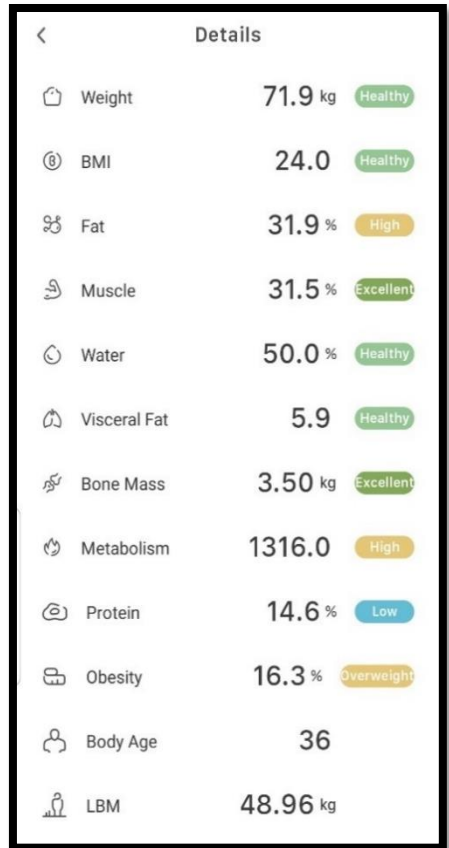 Details
Weight 71.9 kg Healthy
BMI 24.0 Healthy
Fat 31.9 % High
Muscle 31.5 % Excellent
Water 50.0 % Healthy
Visceral Fat 5.9 Healthy
Bone Mass 3.50 kg Excellent
Metabolism 1316.0 High
Protein 14.6 % Low
Obesity 16.3 % Overweight
Body Age 36
LBM 48.96 kg